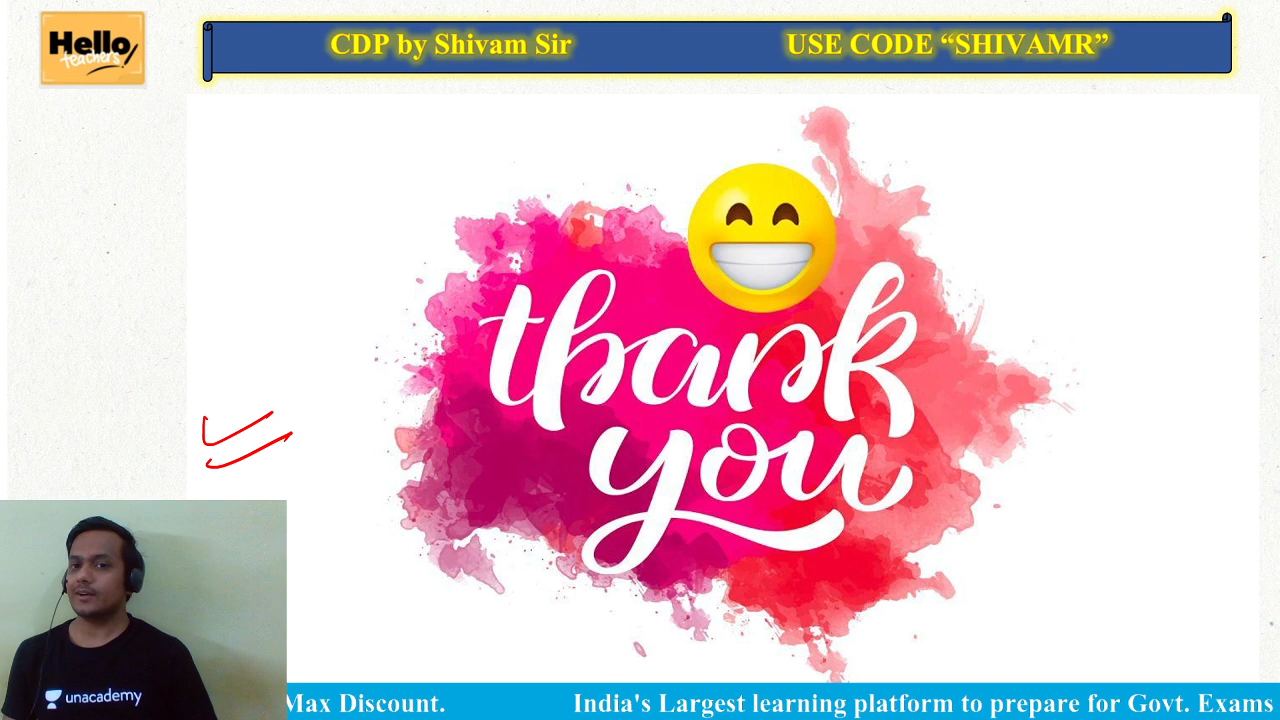 Hello
teachers!
CDP by Shivam Sir
USE CODE “SHIVAMR”
thank
you
unacademy
Max Discount.
India's Largest learning platform to prepare for Govt. Exams